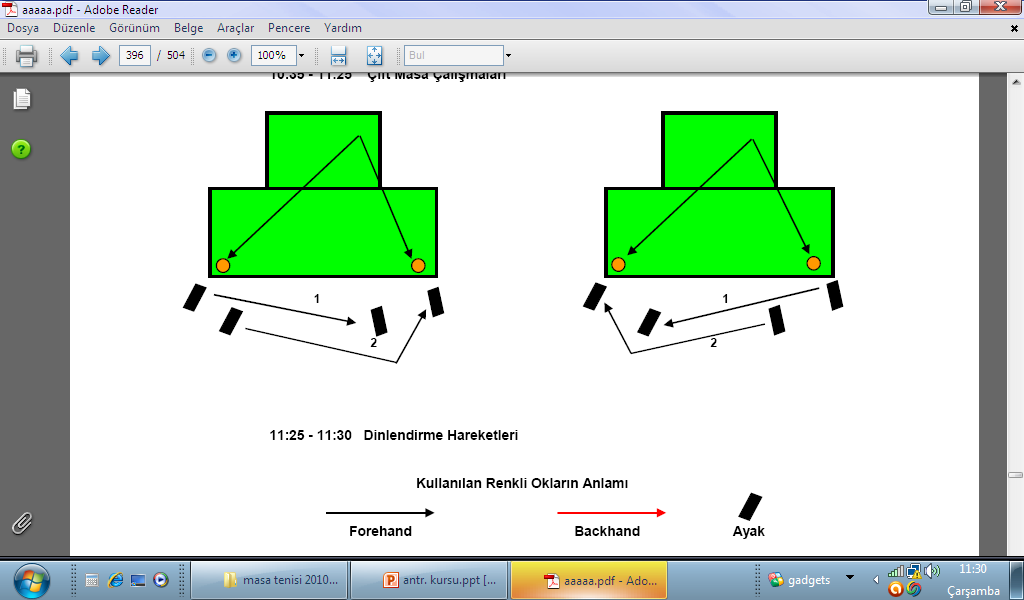 aaaaa.pdf - Adobe Reader
Dosya Düzenle Görünüm Belge Araçlar Pencere Yardım
396 / 504 100% Bul
10:35 - 11:25 Çift Masa Çalışmaları
1
2
1
2
11:25 - 11:30 Dinlendirme Hareketleri
Kullanılan Renkli Okların Anlamı
Forehand Backhand Ayak
masa tenisi 2010... antr. kursu.ppt [... aaaaa.pdf - Ado... gadgets 11:30
Çarşamba